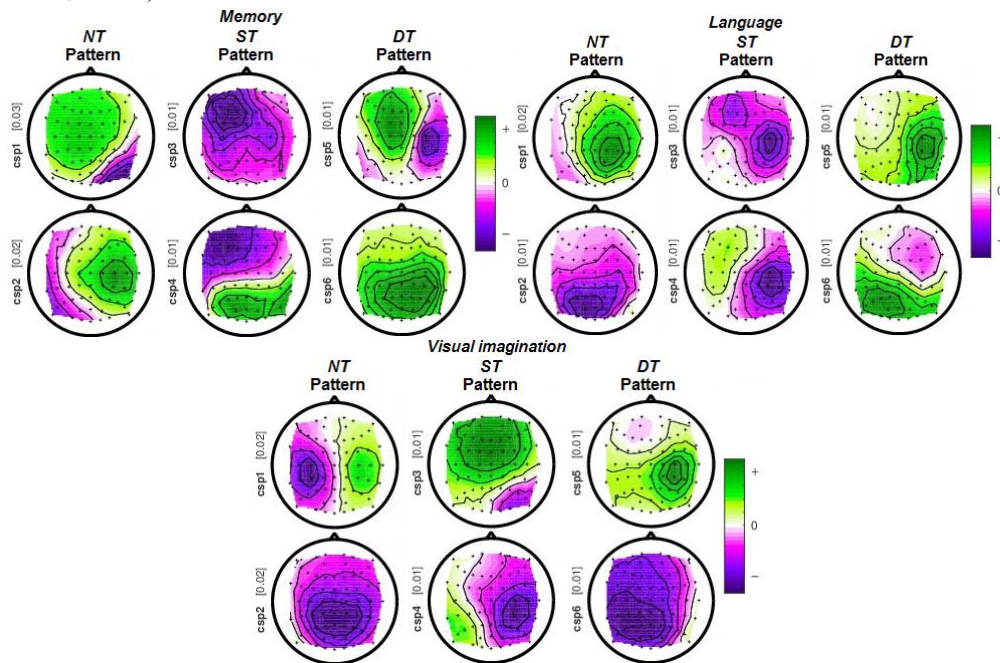 Memory
NT ST DT
Pattern Pattern Pattern
csp1 [0.03] csp3 [0.01] csp5 [0.01]
+
0
−
csp2 [0.02] csp4 [0.01] csp6 [0.01]
Language
NT ST DT
Pattern Pattern Pattern
csp1 [0.02] csp3 [0.01] csp5 [0.01]
0
csp2 [0.01] csp4 [0.01] csp6 [0.01]
Visual imagination
NT ST DT
Pattern Pattern Pattern
csp1 [0.02] csp3 [0.01] csp5 [0.01]
+
0
−
csp2 [0.02] csp4 [0.01] csp6 [0.01]